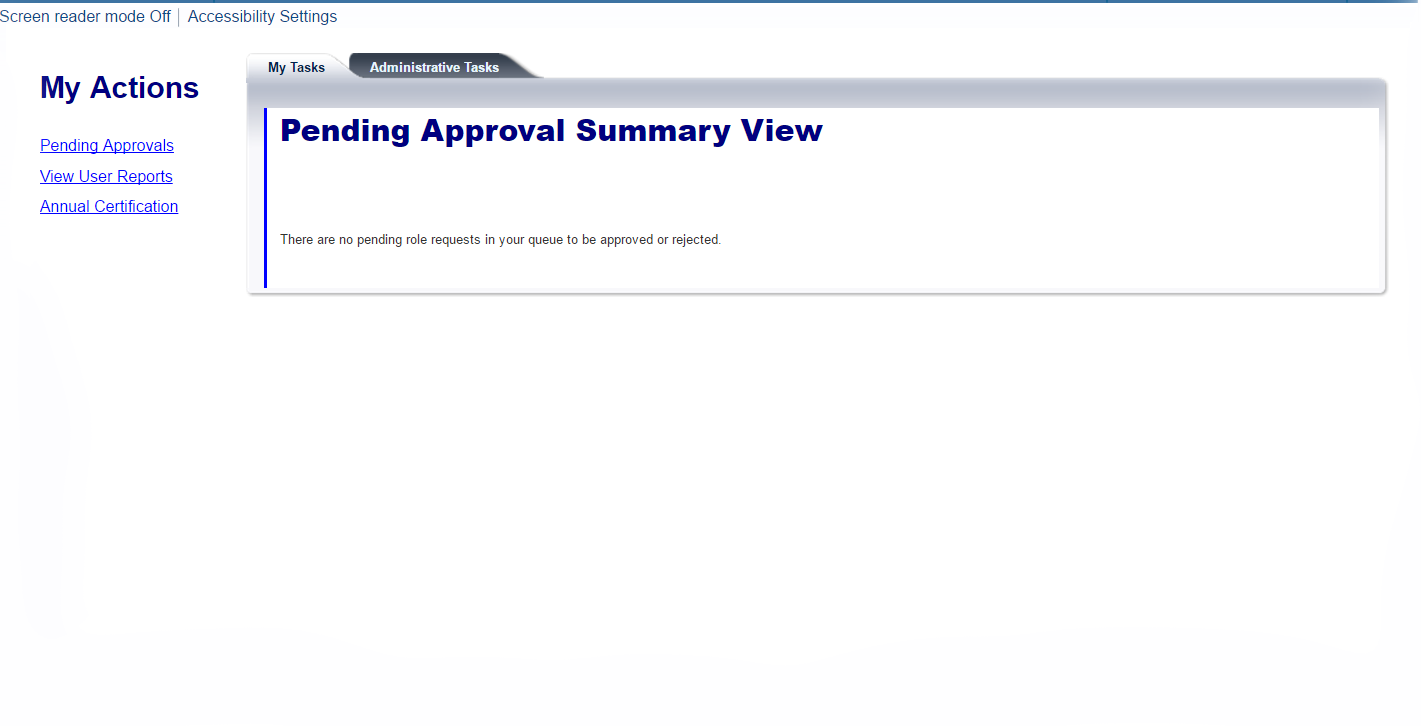 Screen reader mode Off | Accessibility Settings
My Actions
Pending Approvals
View User Reports
Annual Certification
My Tasks
Administrative Tasks
Pending Approval Summary View
There are no pending role requests in your queue to be approved or rejected.